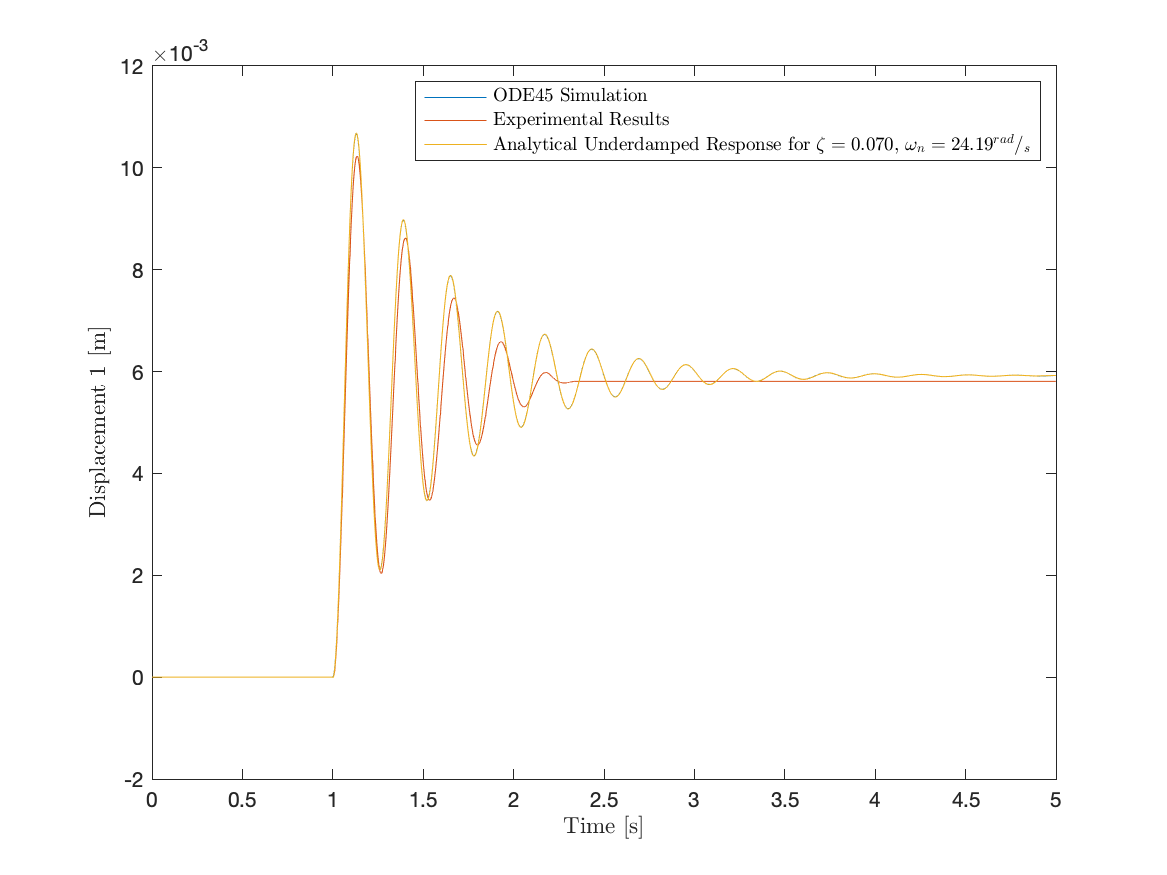 ×10-3
12
10
8
6
4
2
0
-2
Displacement 1 [m]
ODE45 Simulation
Experimental Results
Analytical Underdamped Response for ζ = 0.070, ωn = 24.19rad/s
0 0.5 1 1.5 2 2.5 3 3.5 4 4.5 5
Time [s]